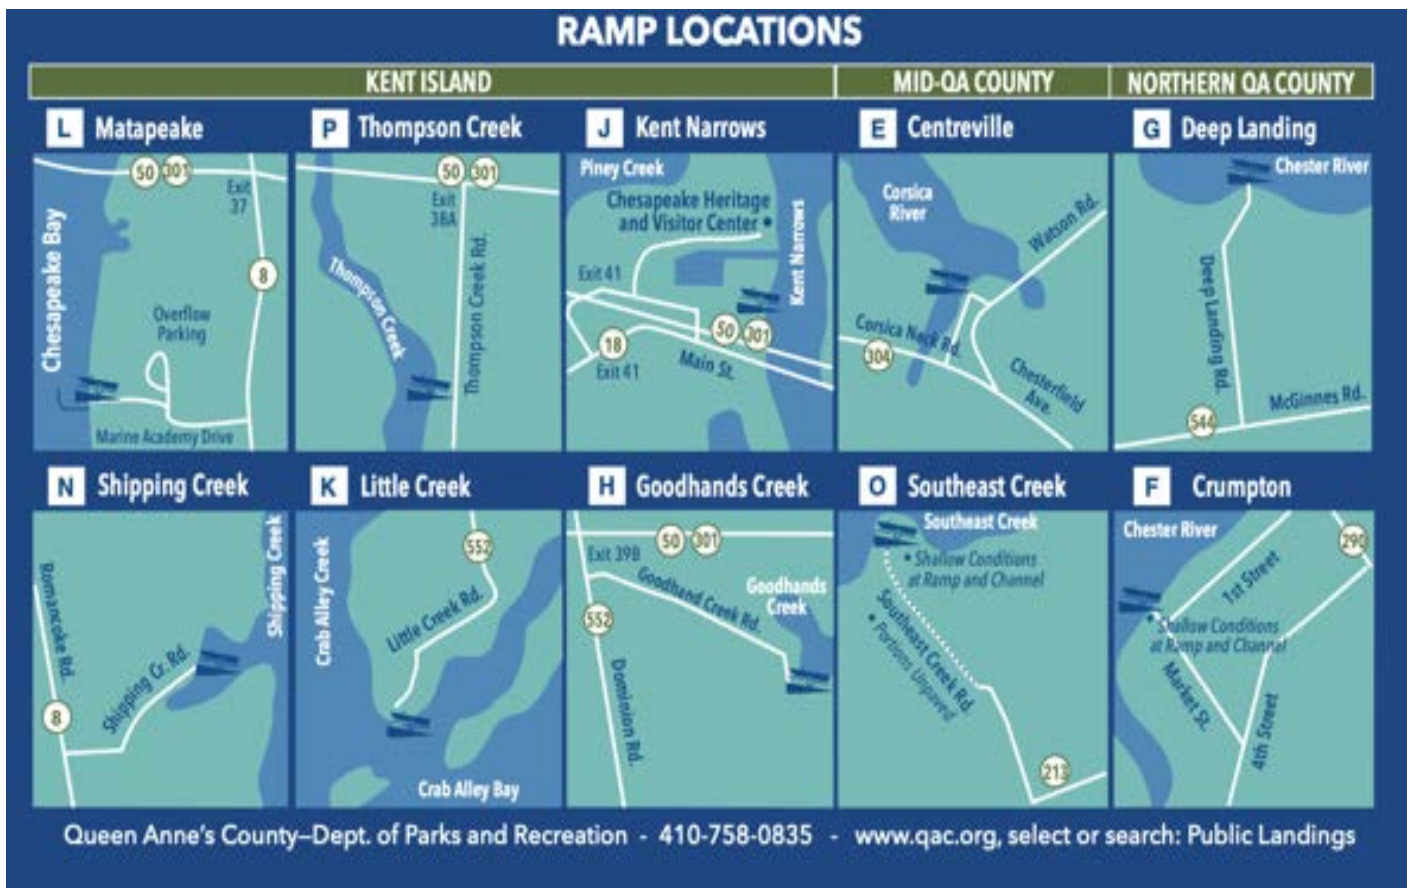 RAMP LOCATIONS
KENT ISLAND
MID-QA COUNTY
NORTHERN QA COUNTY
L Matapeake
50 301
Exit
37
8
Chesapeake Bay
Overflow
Parking
Marine Academy Drive
P Thompson Creek
50 301
Exit
38A
Thompson Creek
Thompson Creek Rd.
J Kent Narrows
Piney Creek
Chesapeake Heritage
and Visitor Center •
Kent Narrows
Exit 41
50 301
18
Exit 41
Main St.
E Centreville
Corsica
River
Watson Rd.
Corsica Neck Rd.
304
Chesterfield
Ave.
G Deep Landing
Chester River
Deep Landing Rd.
McGinnes Rd.
544
N Shipping Creek
Shipping Creek
Romancoke Rd.
Shipping Cr. Rd.
8
K Little Creek
552
Crab Alley Creek
Little Creek Rd.
Crab Alley Bay
H Goodhands Creek
50 301
Exit 39B
Goodhand Creek Rd.
Goodhands
Creek
552
Dominion Rd.
O Southeast Creek
Southeast Creek
• Shallow Conditions
at Ramp and Channel
Southeast Creek Rd.
• Portions Unpaved
213
F Crumpton
Chester River
290
1st Street
• Shallow Conditions
at Ramp and Channel
Market St.
4th Street
Queen Anne's County–Dept. of Parks and Recreation - 410-758-0835 - www.qac.org, select or search: Public Landings